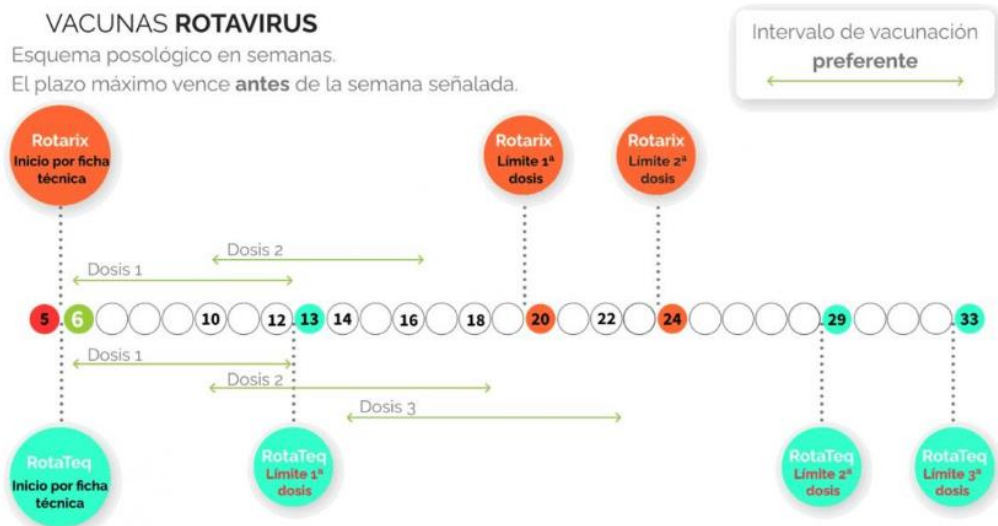 VACUNAS ROTAVIRUS
Esquema posológico en semanas.
El plazo máximo vence antes de la semana señalada.
Intervalo de vacunación
preferente
Rotarix
Inicio por ficha
técnica
Rotarix
Límite 1ª
dosis
Rotarix
Límite 2ª
dosis
Dosis 2
Dosis 1
5 6 10 12 13 14 16 18 20 22 24 29 33
Dosis 1
Dosis 2
Dosis 3
RotaTeq
Inicio por ficha
técnica
RotaTeq
Límite 1ª
dosis
RotaTeq
Límite 2ª
dosis
RotaTeq
Límite 3ª
dosis